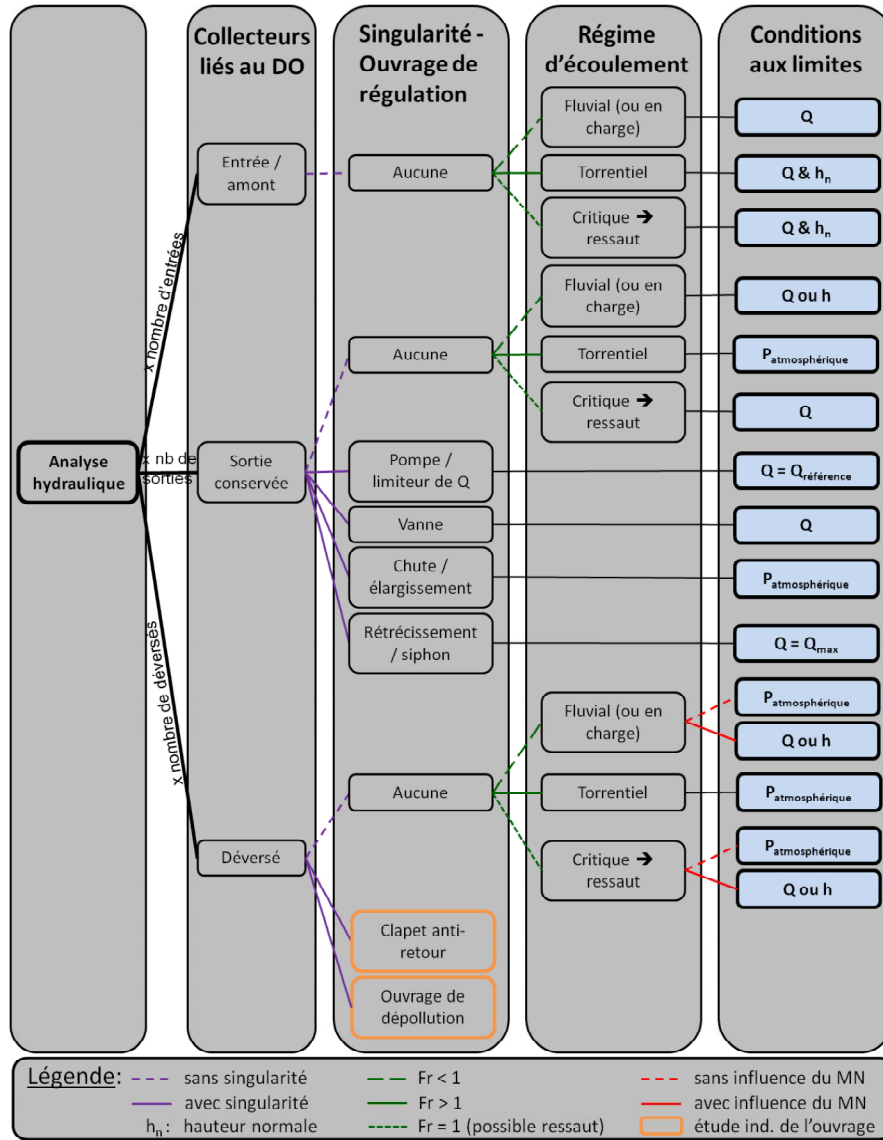 Collecteurs
liés au DO
Singularité -
Ouvrage de
régulation
Régime
d'écoulement
Conditions
aux limites
Analyse
hydraulique
x nombre d'entrées
x nb de
sorties
x nombre de déversés
Entrée /
amont
Aucune
Fluvial (ou en
charge)
Q
Torrentiel
Q & hn
Critique ➔
ressaut
Q & hn
Sortie
conservée
Aucune
Fluvial (ou en
charge)
Q ou h
Torrentiel
Patmosphérique
Critique ➔
ressaut
Q
Pompe /
limiteur de Q
Q = Qréférence
Vanne
Q
Chute /
élargissement
Patmosphérique
Rétrécissement
/ siphon
Q = Qmax
Déversé
Aucune
Fluvial (ou en
charge)
Patmosphérique
Q ou h
Torrentiel
Patmosphérique
Critique ➔
ressaut
Patmosphérique
Q ou h
Clapet anti-
retour
Ouvrage de
dépollution
Légende:
sans singularité
avec singularité
hn : hauteur normale
Fr < 1
Fr > 1
Fr = 1 (possible ressaut)
sans influence du MN
avec influence du MN
étude ind. de l'ouvrage